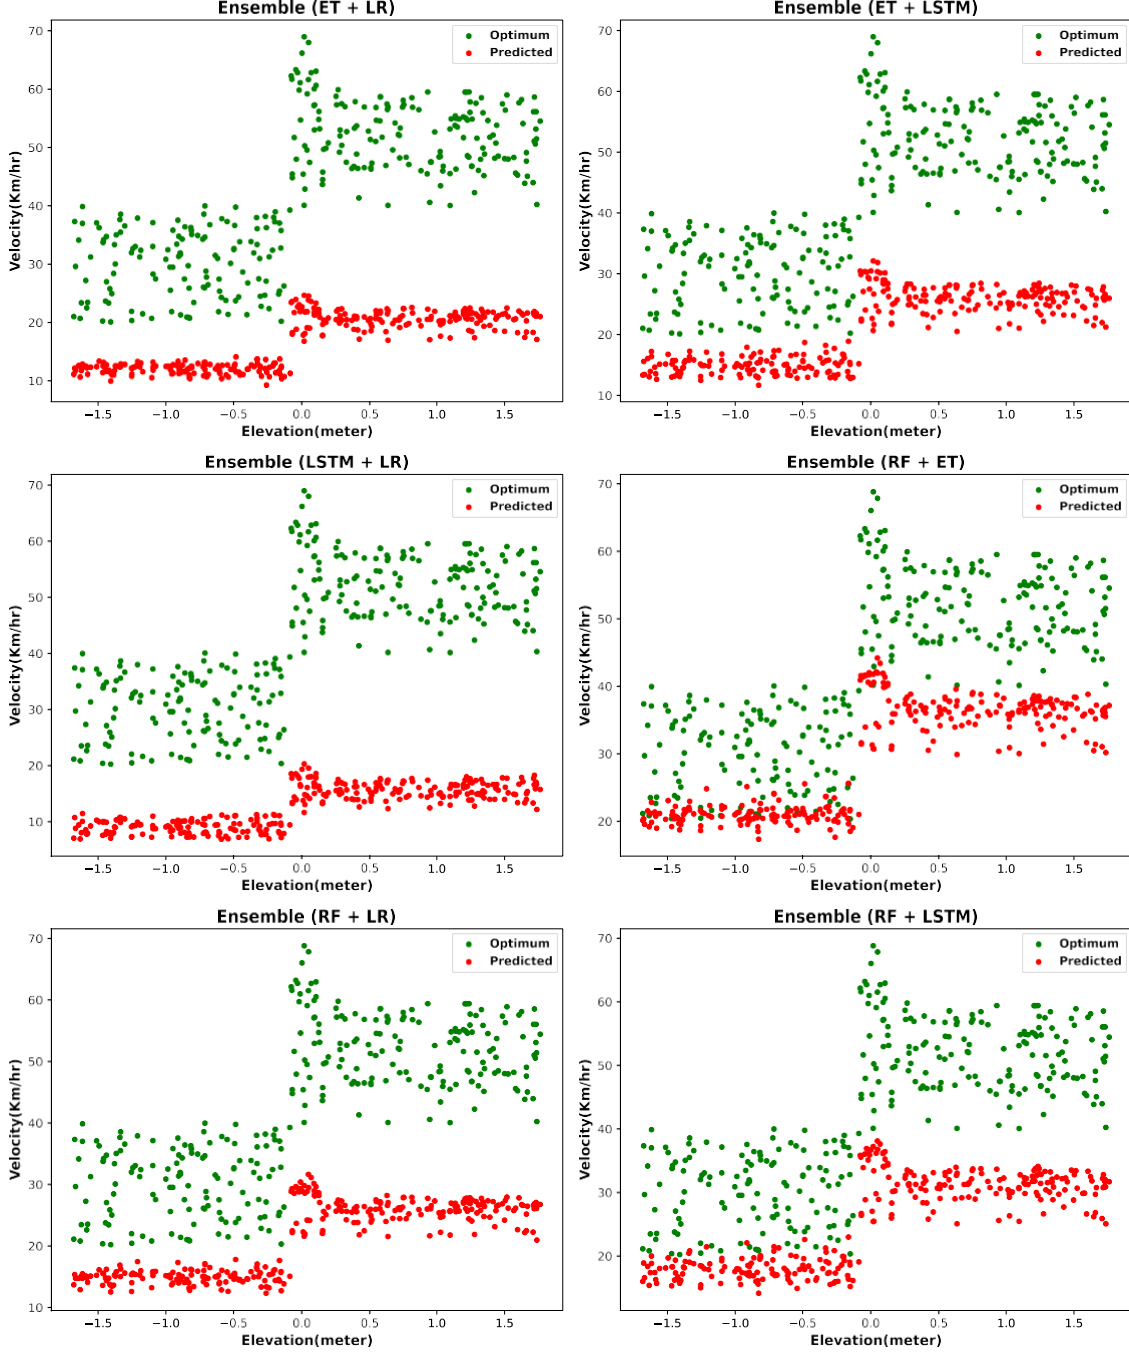 Ensemble (ET + LR)
Velocity(Km/hr)
70
60
50
40
30
20
10
Optimum
Predicted
−1.5 −1.0 −0.5 0.0 0.5 1.0 1.5
Elevation(meter)
Ensemble (ET + LSTM)
Velocity(Km/hr)
70
60
50
40
30
20
10
Optimum
Predicted
−1.5 −1.0 −0.5 0.0 0.5 1.0 1.5
Elevation(meter)
Ensemble (LSTM + LR)
Velocity(Km/hr)
70
60
50
40
30
20
10
Optimum
Predicted
−1.5 −1.0 −0.5 0.0 0.5 1.0 1.5
Elevation(meter)
Ensemble (RF + ET)
Velocity(Km/hr)
70
60
50
40
30
20
Optimum
Predicted
−1.5 −1.0 −0.5 0.0 0.5 1.0 1.5
Elevation(meter)
Ensemble (RF + LR)
Velocity(Km/hr)
70
60
50
40
30
20
10
Optimum
Predicted
−1.5 −1.0 −0.5 0.0 0.5 1.0 1.5
Elevation(meter)
Ensemble (RF + LSTM)
Velocity(Km/hr)
70
60
50
40
30
20
Optimum
Predicted
−1.5 −1.0 −0.5 0.0 0.5 1.0 1.5
Elevation(meter)